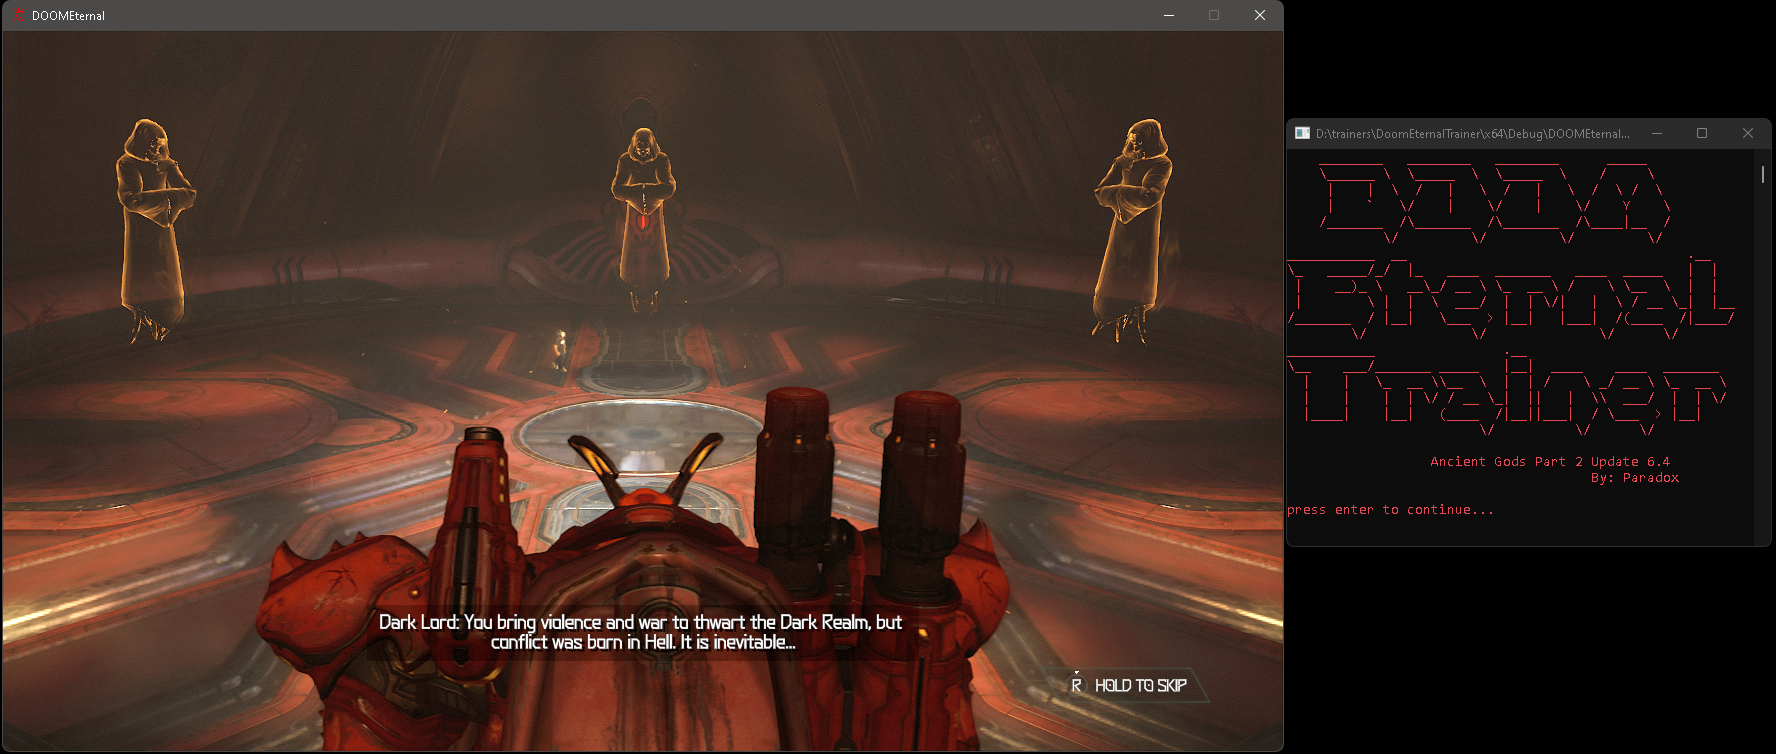 DOOMEternal
Dark Lord: You bring violence and war to thwart the Dark Realm, but
conflict was born in Hell. It is inevitable...
R HOLD TO SKIP
D:\trainers\DoomEternalTrainer\x64\Debug\DOOMEternal...
DOOM
Eternal
Trainer
Ancient Gods Part 2 Update 6.4
By: Paradox
press enter to continue...